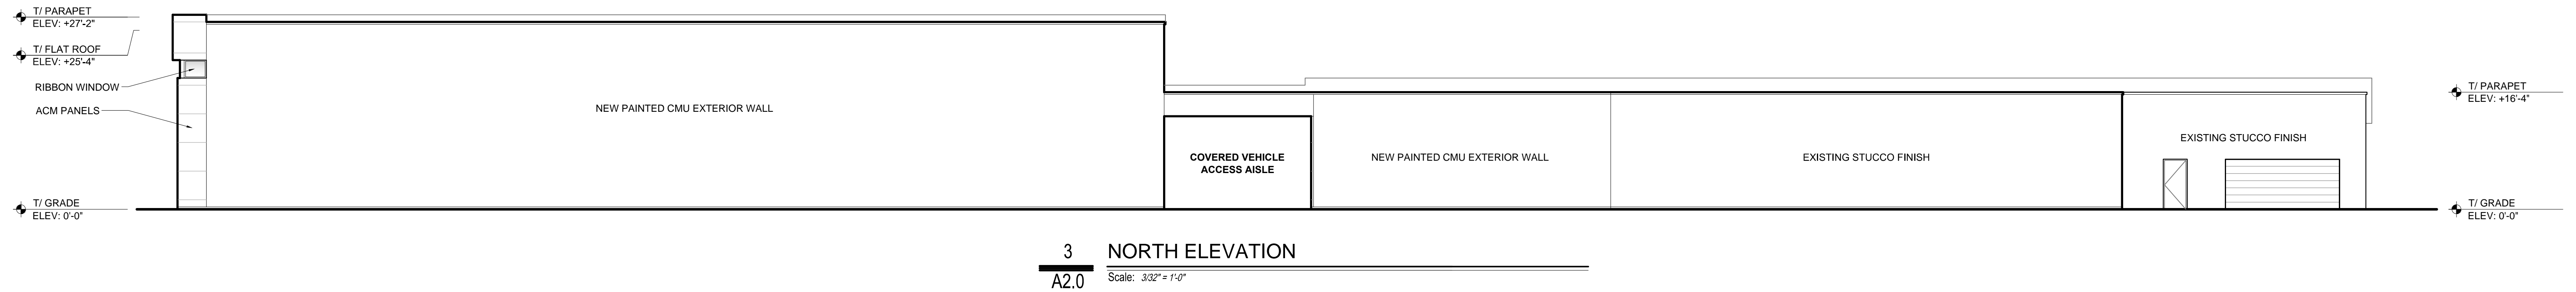 T/ PARAPET
ELEV: +27'-2"
T/ FLAT ROOF
ELEV: +25'-4"
RIBBON WINDOW
ACM PANELS
T/ GRADE
ELEV: 0'-0"
NEW PAINTED CMU EXTERIOR WALL
COVERED VEHICLE
ACCESS AISLE
NEW PAINTED CMU EXTERIOR WALL
EXISTING STUCCO FINISH
EXISTING STUCCO FINISH
T/ PARAPET
ELEV: +16'-4"
T/ GRADE
ELEV: 0'-0"
3
A2.0
NORTH ELEVATION
Scale: 3/32" = 1'-0"